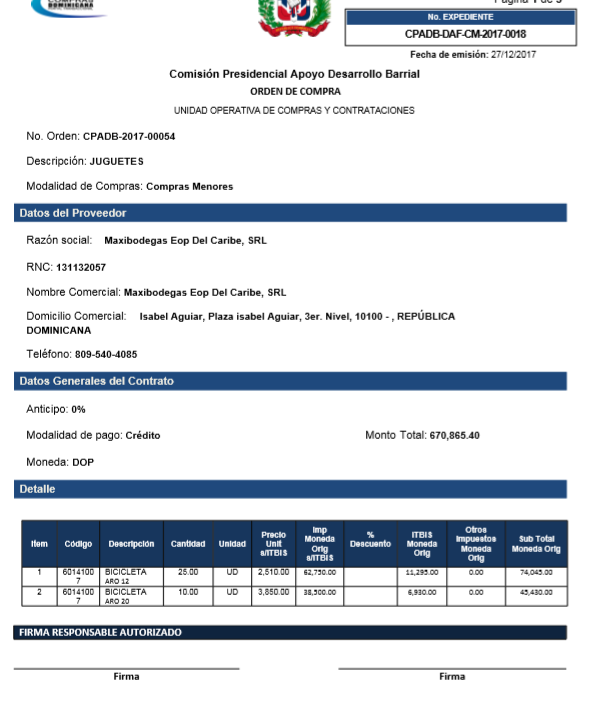 COMPRAS
DOMINICANA
No. EXPEDIENTE
CPADB-DAF-CM-2017-0018
Fecha de emisión: 27/12/2017
Comisión Presidencial Apoyo Desarrollo Barrial
ORDEN DE COMPRA
UNIDAD OPERATIVA DE COMPRAS Y CONTRATACIONES
No. Orden: CPADB-2017-00054
Descripción: JUGUETES
Modalidad de Compras: Compras Menores
Datos del Proveedor
Razón social: Maxibodegas Eop Del Caribe, SRL
RNC: 131132057
Nombre Comercial: Maxibodegas Eop Del Caribe, SRL
Domicilio Comercial: Isabel Aguiar, Plaza isabel Aguiar, 3er. Nivel, 10100 - , REPÚBLICA
DOMINICANA
Teléfono: 809-540-4085
Datos Generales del Contrato
Anticipo: 0%
Modalidad de pago: Crédito Monto Total: 670,865.40
Moneda: DOP
Detalle
Item Código Descripción Cantidad Unidad Precio Unit s/ITBIS Imp Moneda Orig s/ITBIS % Descuento ITBIS Moneda Orig Otros Impuestos Moneda Orig Sub Total Moneda Orig
1 60141007 BICICLETA ARO 12 25.00 UD 2,510.00 62,750.00 11,295.00 0.00 74,045.00
2 60141007 BICICLETA ARO 20 10.00 UD 3,850.00 38,500.00 6,930.00 0.00 45,430.00
FIRMA RESPONSABLE AUTORIZADO
Firma Firma